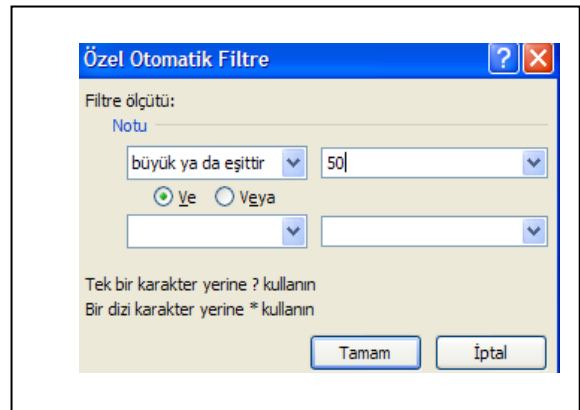 Özel Otomatik Filtre
Filtre ölçütü:
Notu
büyük ya da eşittir 50
Ve Veya
Tek bir karakter yerine ? kullanın
Bir dizi karakter yerine * kullanın
Tamam İptal